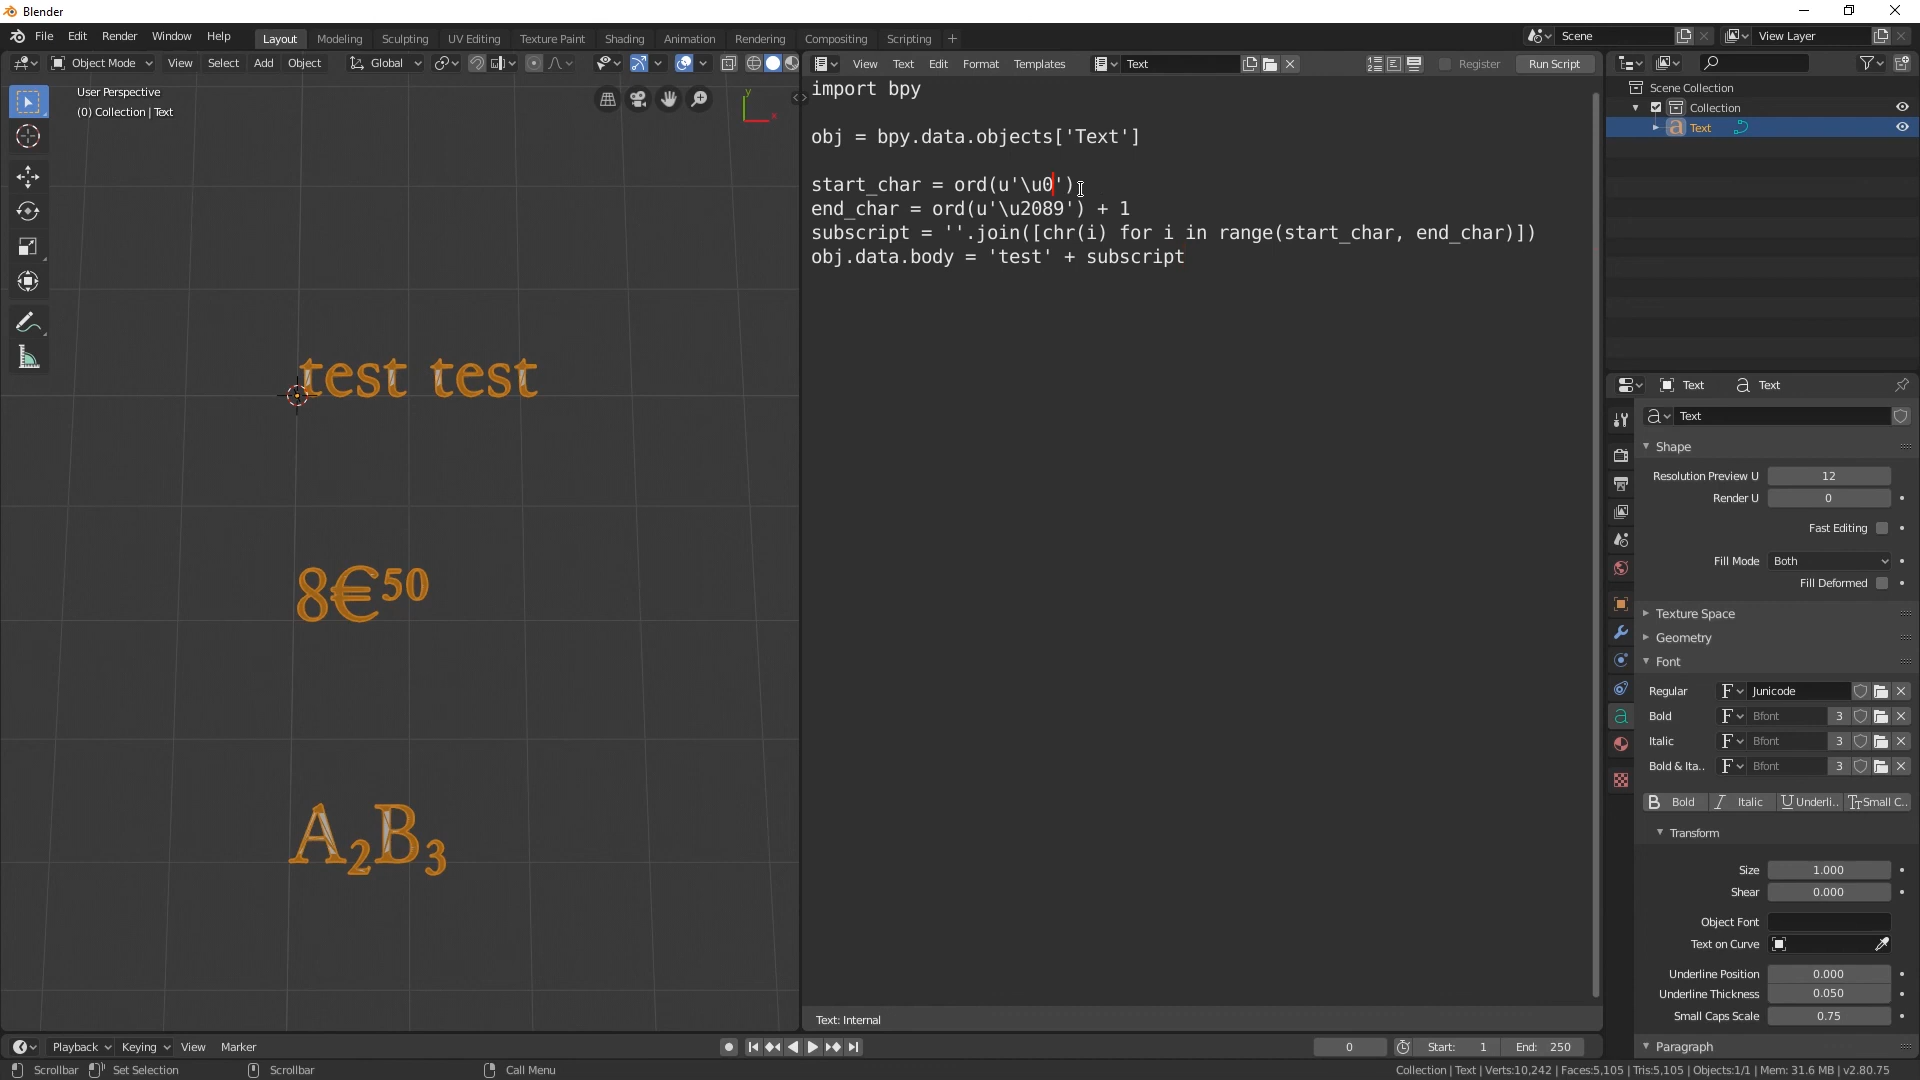 Blender
File Edit Render Window Help Layout Modeling Sculpting UV Editing Texture Paint Shading Animation Rendering Compositing Scripting + Scene View Layer
Object Mode View Select Add Object Global
View Text Edit Format Templates Text Register Run Script
User Perspective
(0) Collection | Text
y
x
import bpy
obj = bpy.data.objects['Text']
start_char = ord(u'\u0')
end_char = ord(u'\u2089') + 1
subscript = ''.join([chr(i) for i in range(start_char, end_char)])
obj.data.body = 'test' + subscript
test test
8€⁵⁰
A₂B₃
Text: Internal
Scene Collection
Collection
Text
Text Text
Text
Shape
Resolution Preview U 12
Render U 0
Fast Editing
Fill Mode Both
Fill Deformed
Texture Space
Geometry
Font
Regular F Junicode
Bold F Bfont 3
Italic F Bfont 3
Bold & Ita.. F Bfont 3
B Bold I Italic U Underli.. Tт Small C..
Transform
Size 1.000
Shear 0.000
Object Font
Text on Curve
Underline Position 0.000
Underline Thickness 0.050
Small Caps Scale 0.75
Paragraph
Playback Keying View Marker 0 Start: 1 End: 250
Scrollbar Set Selection Scrollbar Call Menu Collection | Text | Verts:10,242 | Faces:5,105 | Tris:5,105 | Objects:1/1 | Mem: 31.6 MB | v2.80.75